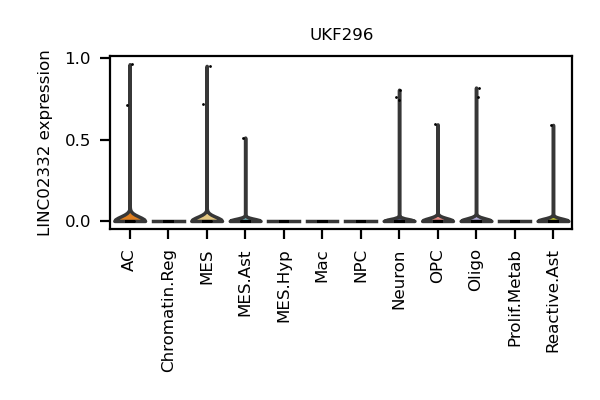 UKF296
LINC02332 expression
1.0
0.5
0.0
AC
Chromatin.Reg
MES
MES.Ast
MES.Hyp
Mac
NPC
Neuron
OPC
Oligo
Prolif.Metab
Reactive.Ast